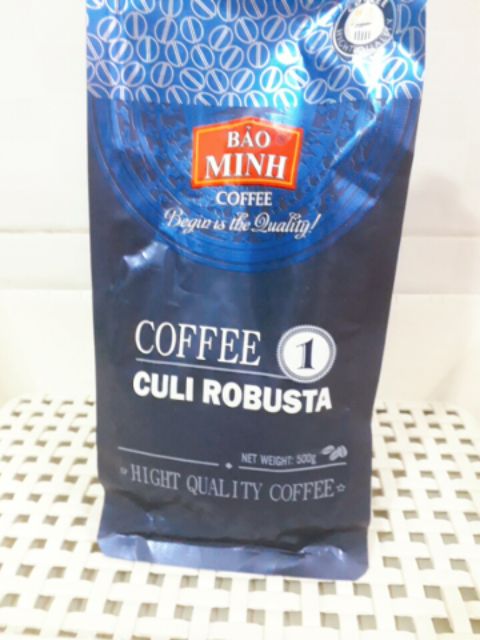 BẢO
MINH
COFFEE
Begin is the Quality!
COFFEE 1
CULI ROBUSTA
NET WEIGHT: 500g
HIGHT QUALITY COFFEE